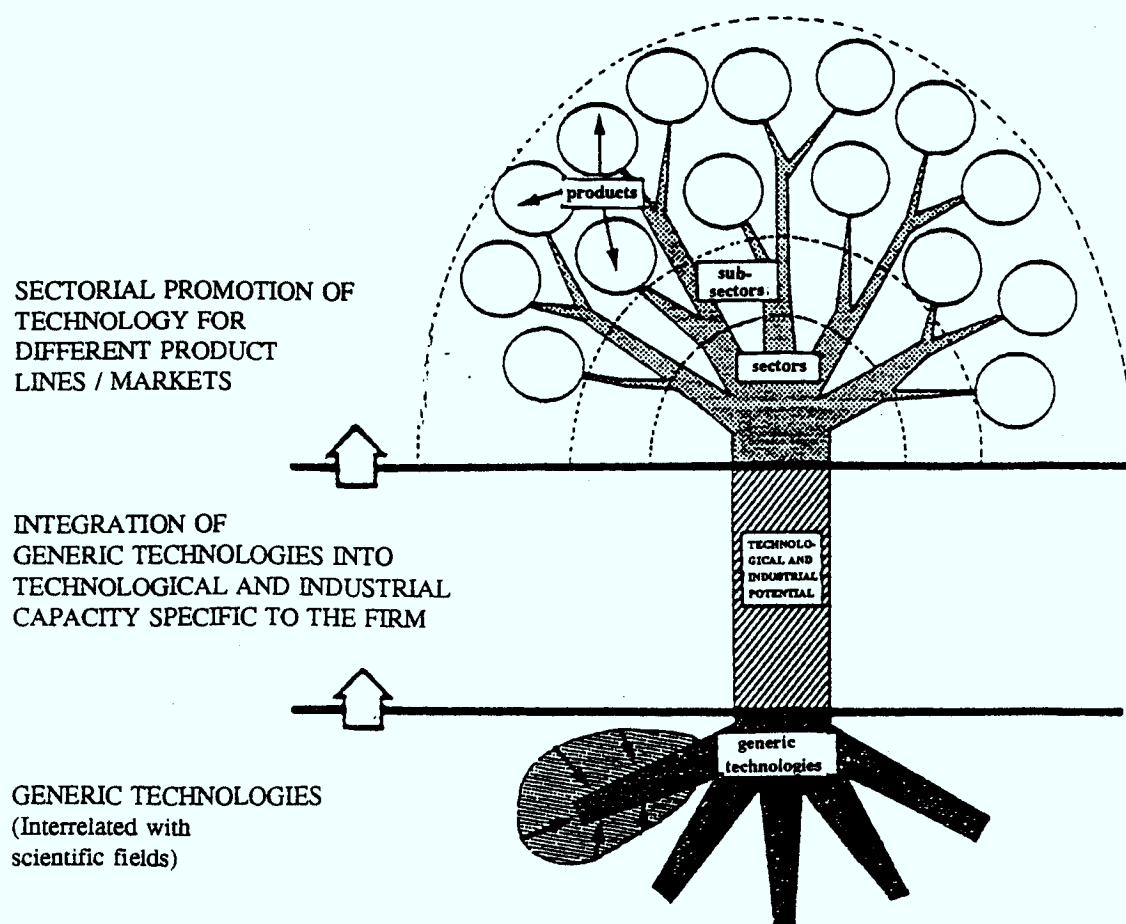 products
sub-
sectors
SECTORIAL PROMOTION OF
TECHNOLOGY FOR
DIFFERENT PRODUCT
LINES / MARKETS
sectors
INTEGRATION OF
GENERIC TECHNOLOGIES INTO
TECHNOLOGICAL AND INDUSTRIAL
CAPACITY SPECIFIC TO THE FIRM
TECHNOLO-
GICAL AND
INDUSTRIAL
POTENTIAL
generic
technologies
GENERIC TECHNOLOGIES
(Interrelated with
scientific fields)